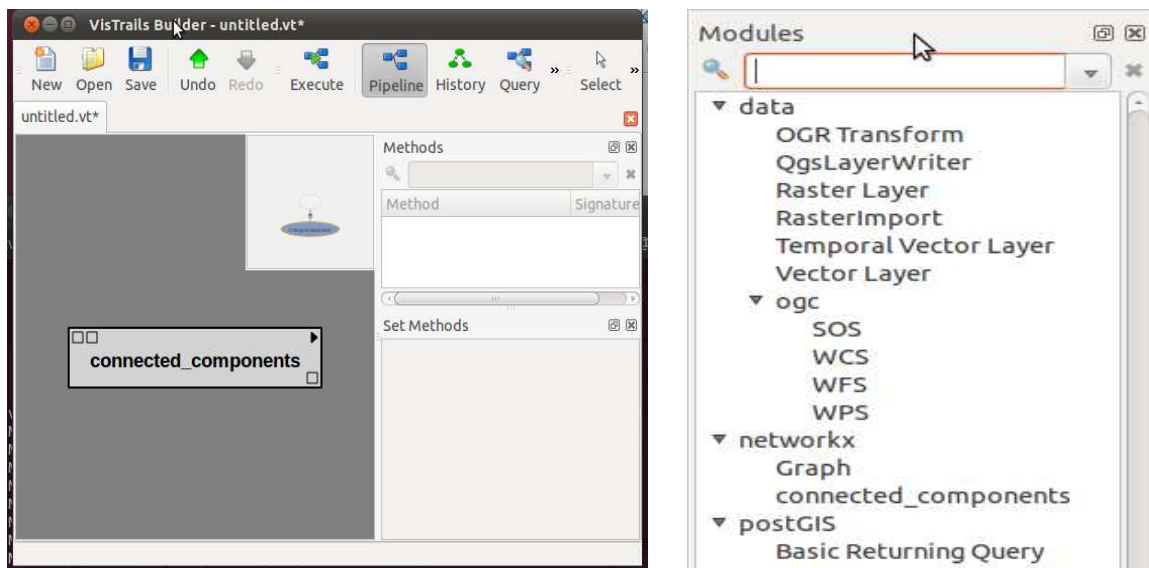 VisTrails Builder - untitled.vt*
New Open Save Undo Redo Execute Pipeline History Query » Select »
untitled.vt*
Methods
Method Signature
connected_components
Set Methods
Modules
data
OGR Transform
QgsLayerWriter
Raster Layer
RasterImport
Temporal Vector Layer
Vector Layer
ogc
SOS
WCS
WFS
WPS
networkx
Graph
connected_components
postGIS
Basic Returning Query